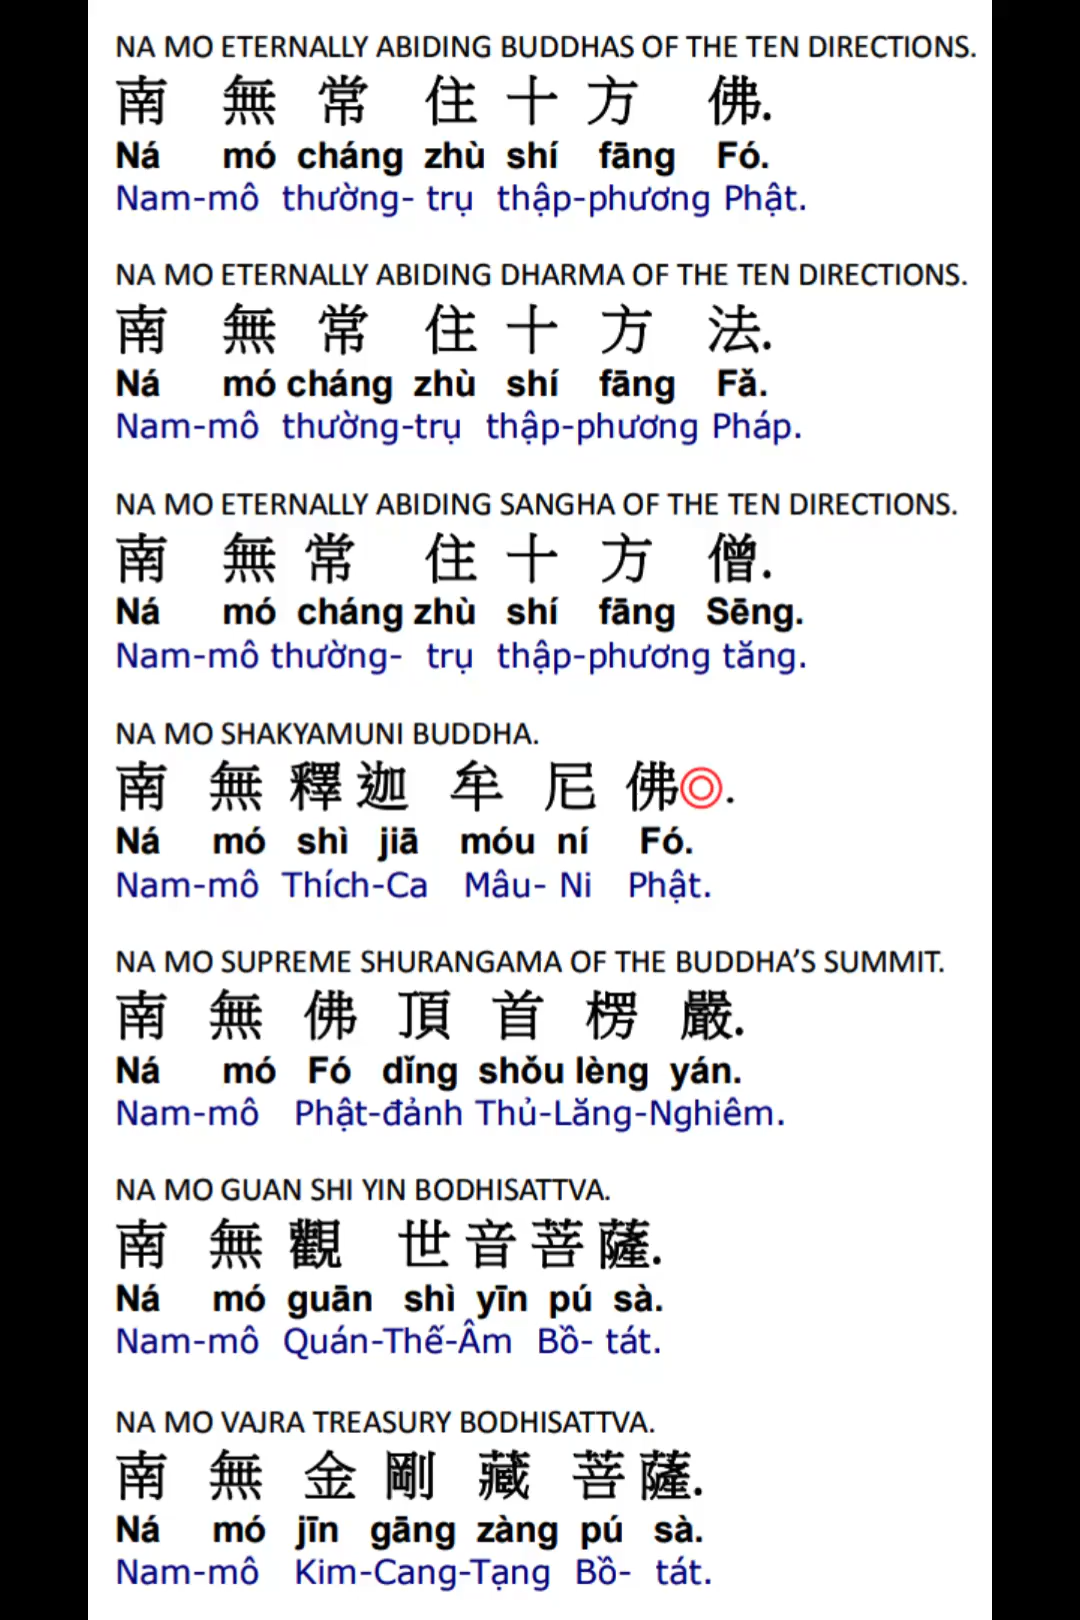 NA MO ETERNALLY ABIDING BUDDHAS OF THE TEN DIRECTIONS.
南 無 常 住 十 方 佛.
Ná mó cháng zhù shí fāng Fó.
Nam-mô thường- trụ thập-phương Phật.
NA MO ETERNALLY ABIDING DHARMA OF THE TEN DIRECTIONS.
南 無 常 住 十 方 法.
Ná mó cháng zhù shí fāng Fǎ.
Nam-mô thường-trụ thập-phương Pháp.
NA MO ETERNALLY ABIDING SANGHA OF THE TEN DIRECTIONS.
南 無 常 住 十 方 僧.
Ná mó cháng zhù shí fāng Sēng.
Nam-mô thường- trụ thập-phương tăng.
NA MO SHAKYAMUNI BUDDHA.
南 無 釋 迦 牟 尼 佛◎.
Ná mó shì jiā móu ní Fó.
Nam-mô Thích-Ca Mâu- Ni Phật.
NA MO SUPREME SHURANGAMA OF THE BUDDHA’S SUMMIT.
南 無 佛 頂 首 楞 嚴.
Ná mó Fó dǐng shǒu lèng yán.
Nam-mô Phật-đảnh Thủ-Lăng-Nghiêm.
NA MO GUAN SHI YIN BODHISATTVA.
南 無 觀 世 音 菩 薩.
Ná mó guān shì yīn pú sà.
Nam-mô Quán-Thế-Âm Bồ- tát.
NA MO VAJRA TREASURY BODHISATTVA.
南 無 金 剛 藏 菩 薩.
Ná mó jīn gāng zàng pú sà.
Nam-mô Kim-Cang-Tạng Bồ- tát.